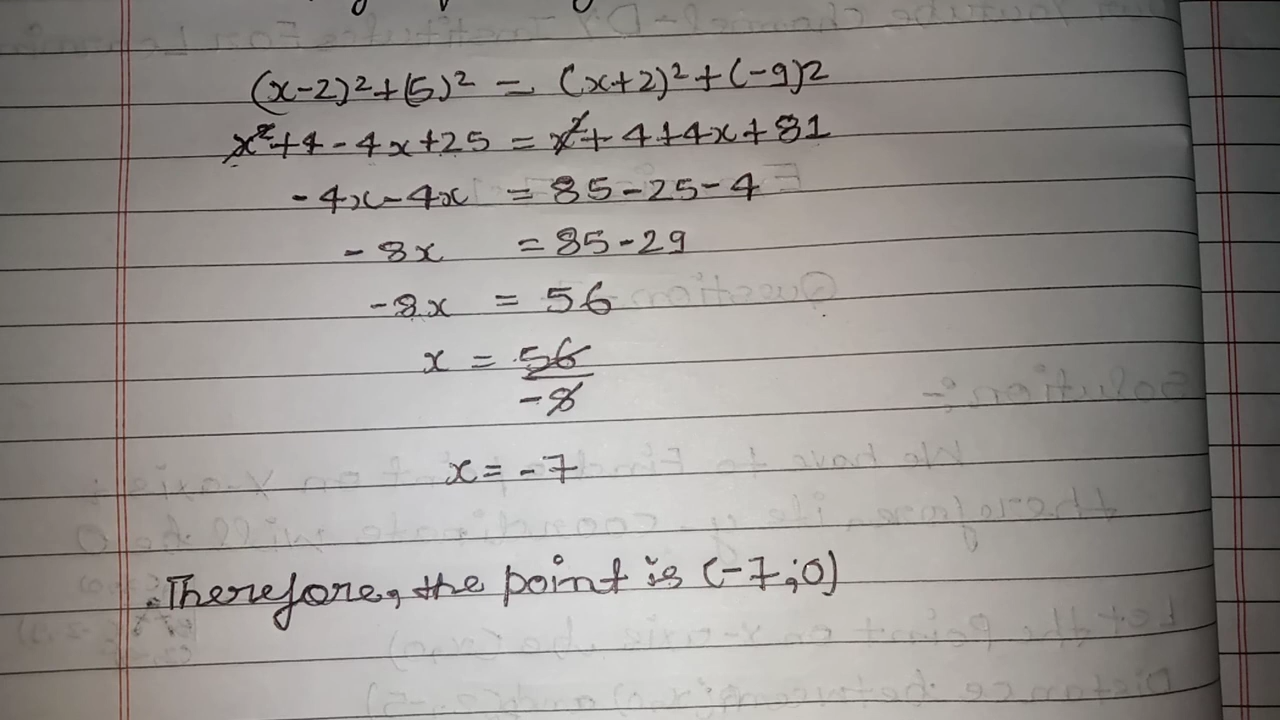 (x-2)²+(5)² = (x+2)²+(-9)2
x²+4-4x+25 = x²+4+4x+81
-4x-4x = 85-25-4
-8x = 85-29
-8x = 56
x = 56
-8
x = -7
Therefore, the point is (-7,0)